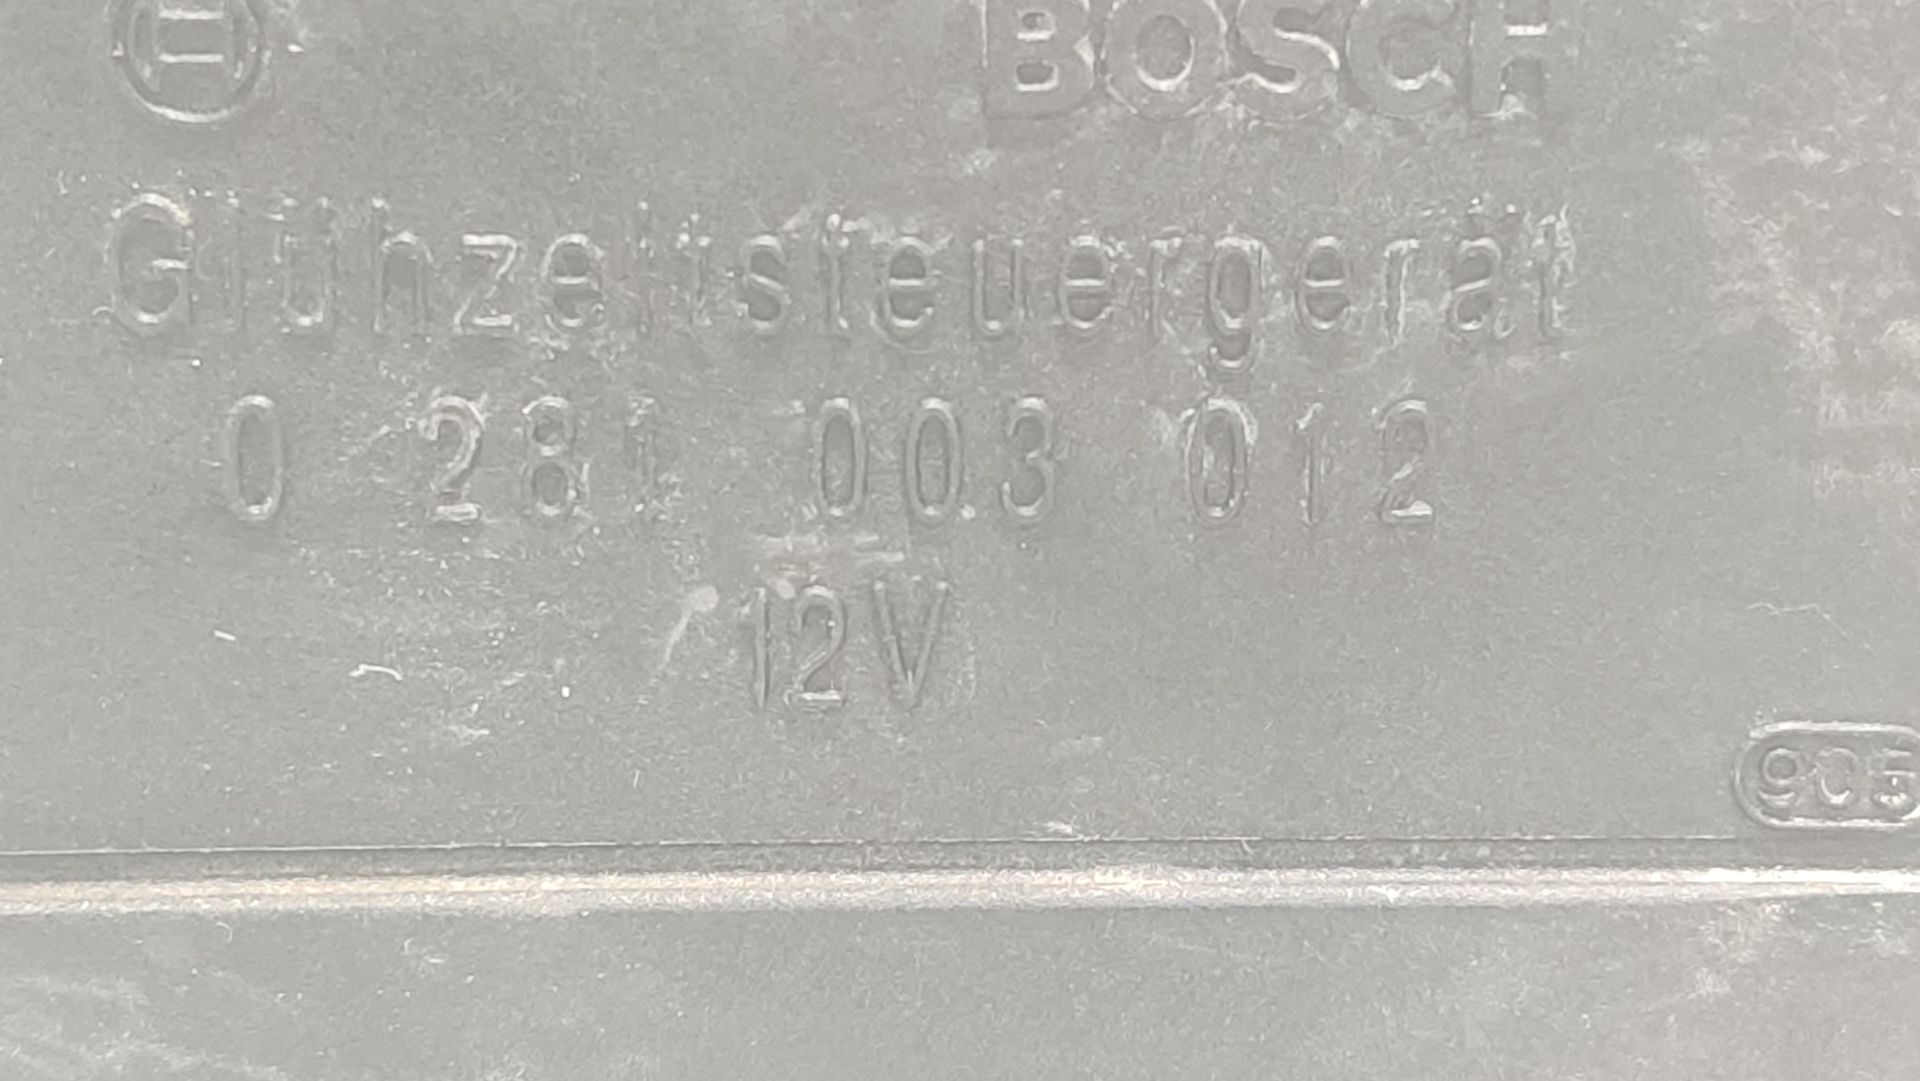 BOSCH
Glühzeitsteuergerät
0 281 003 012
12V
905